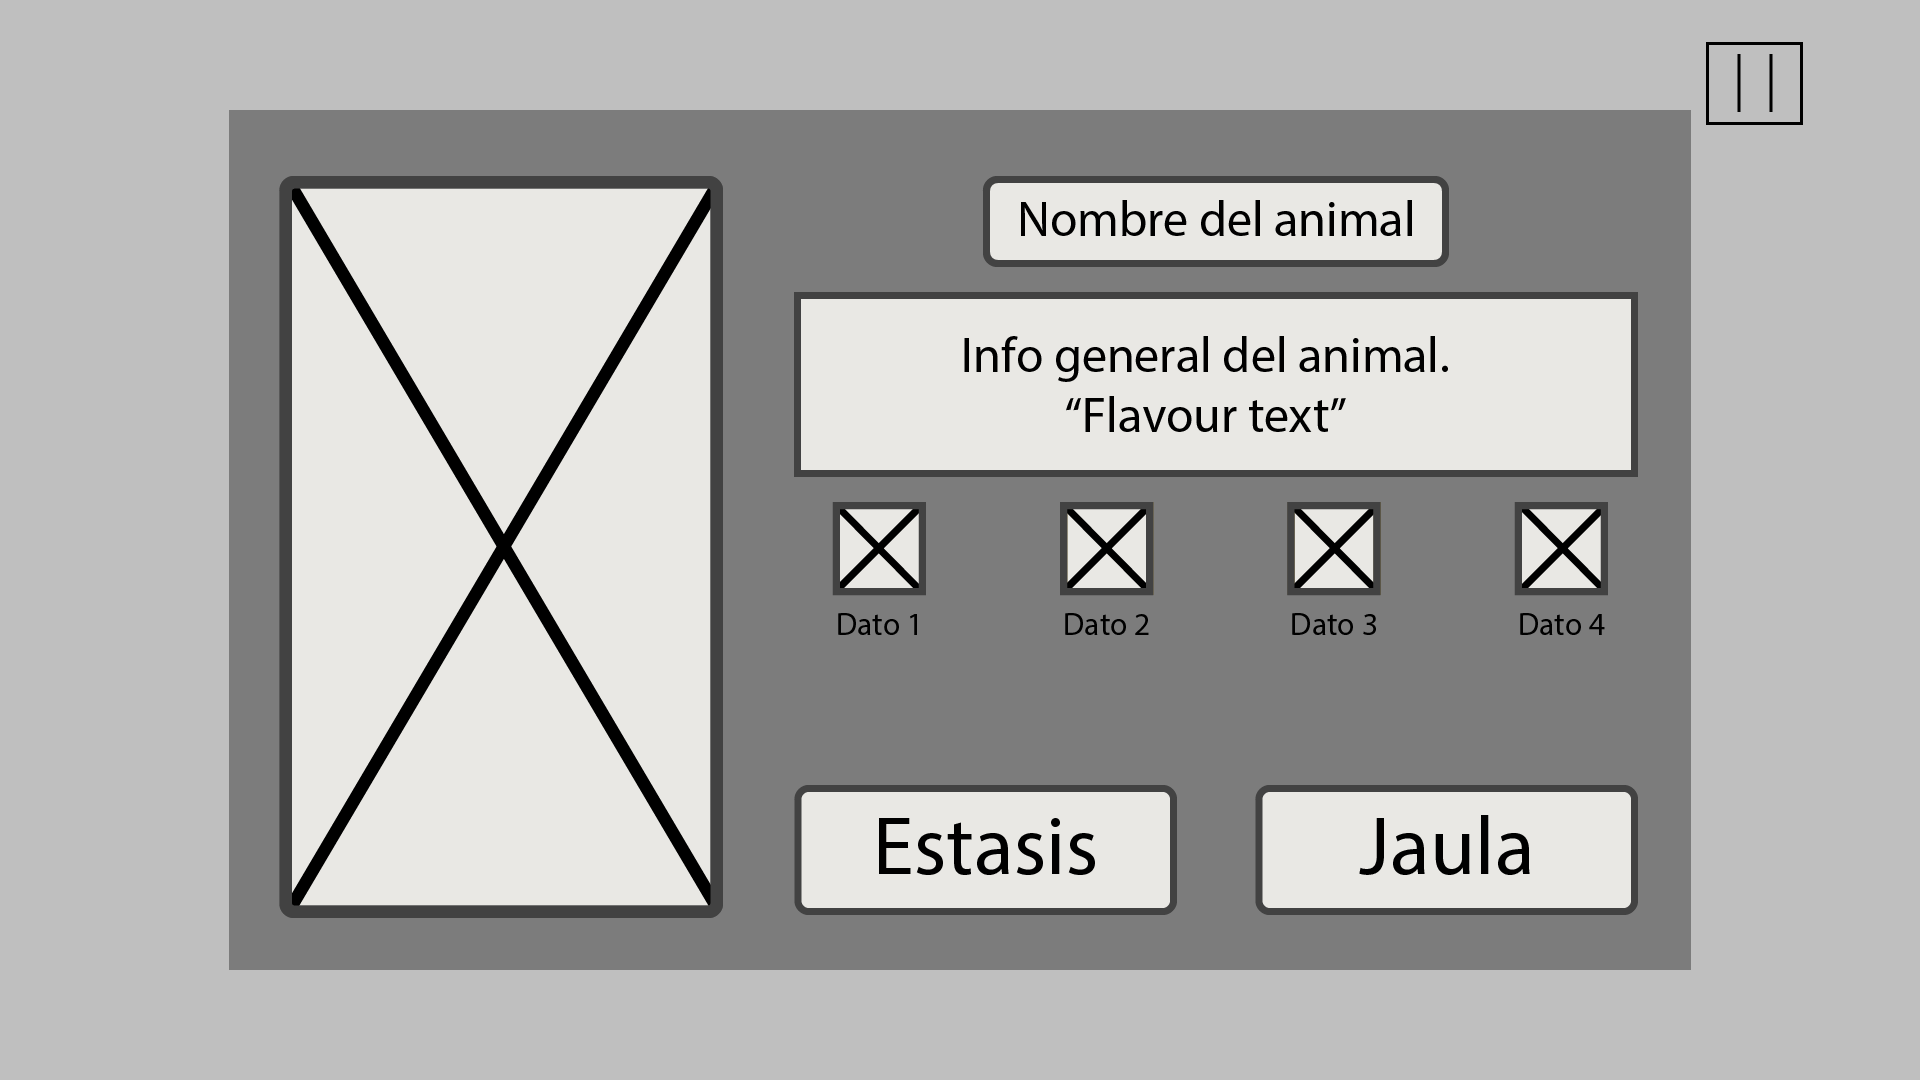 Nombre del animal
Info general del animal.
“Flavour text”
Dato 1
Dato 2
Dato 3
Dato 4
Estasis
Jaula